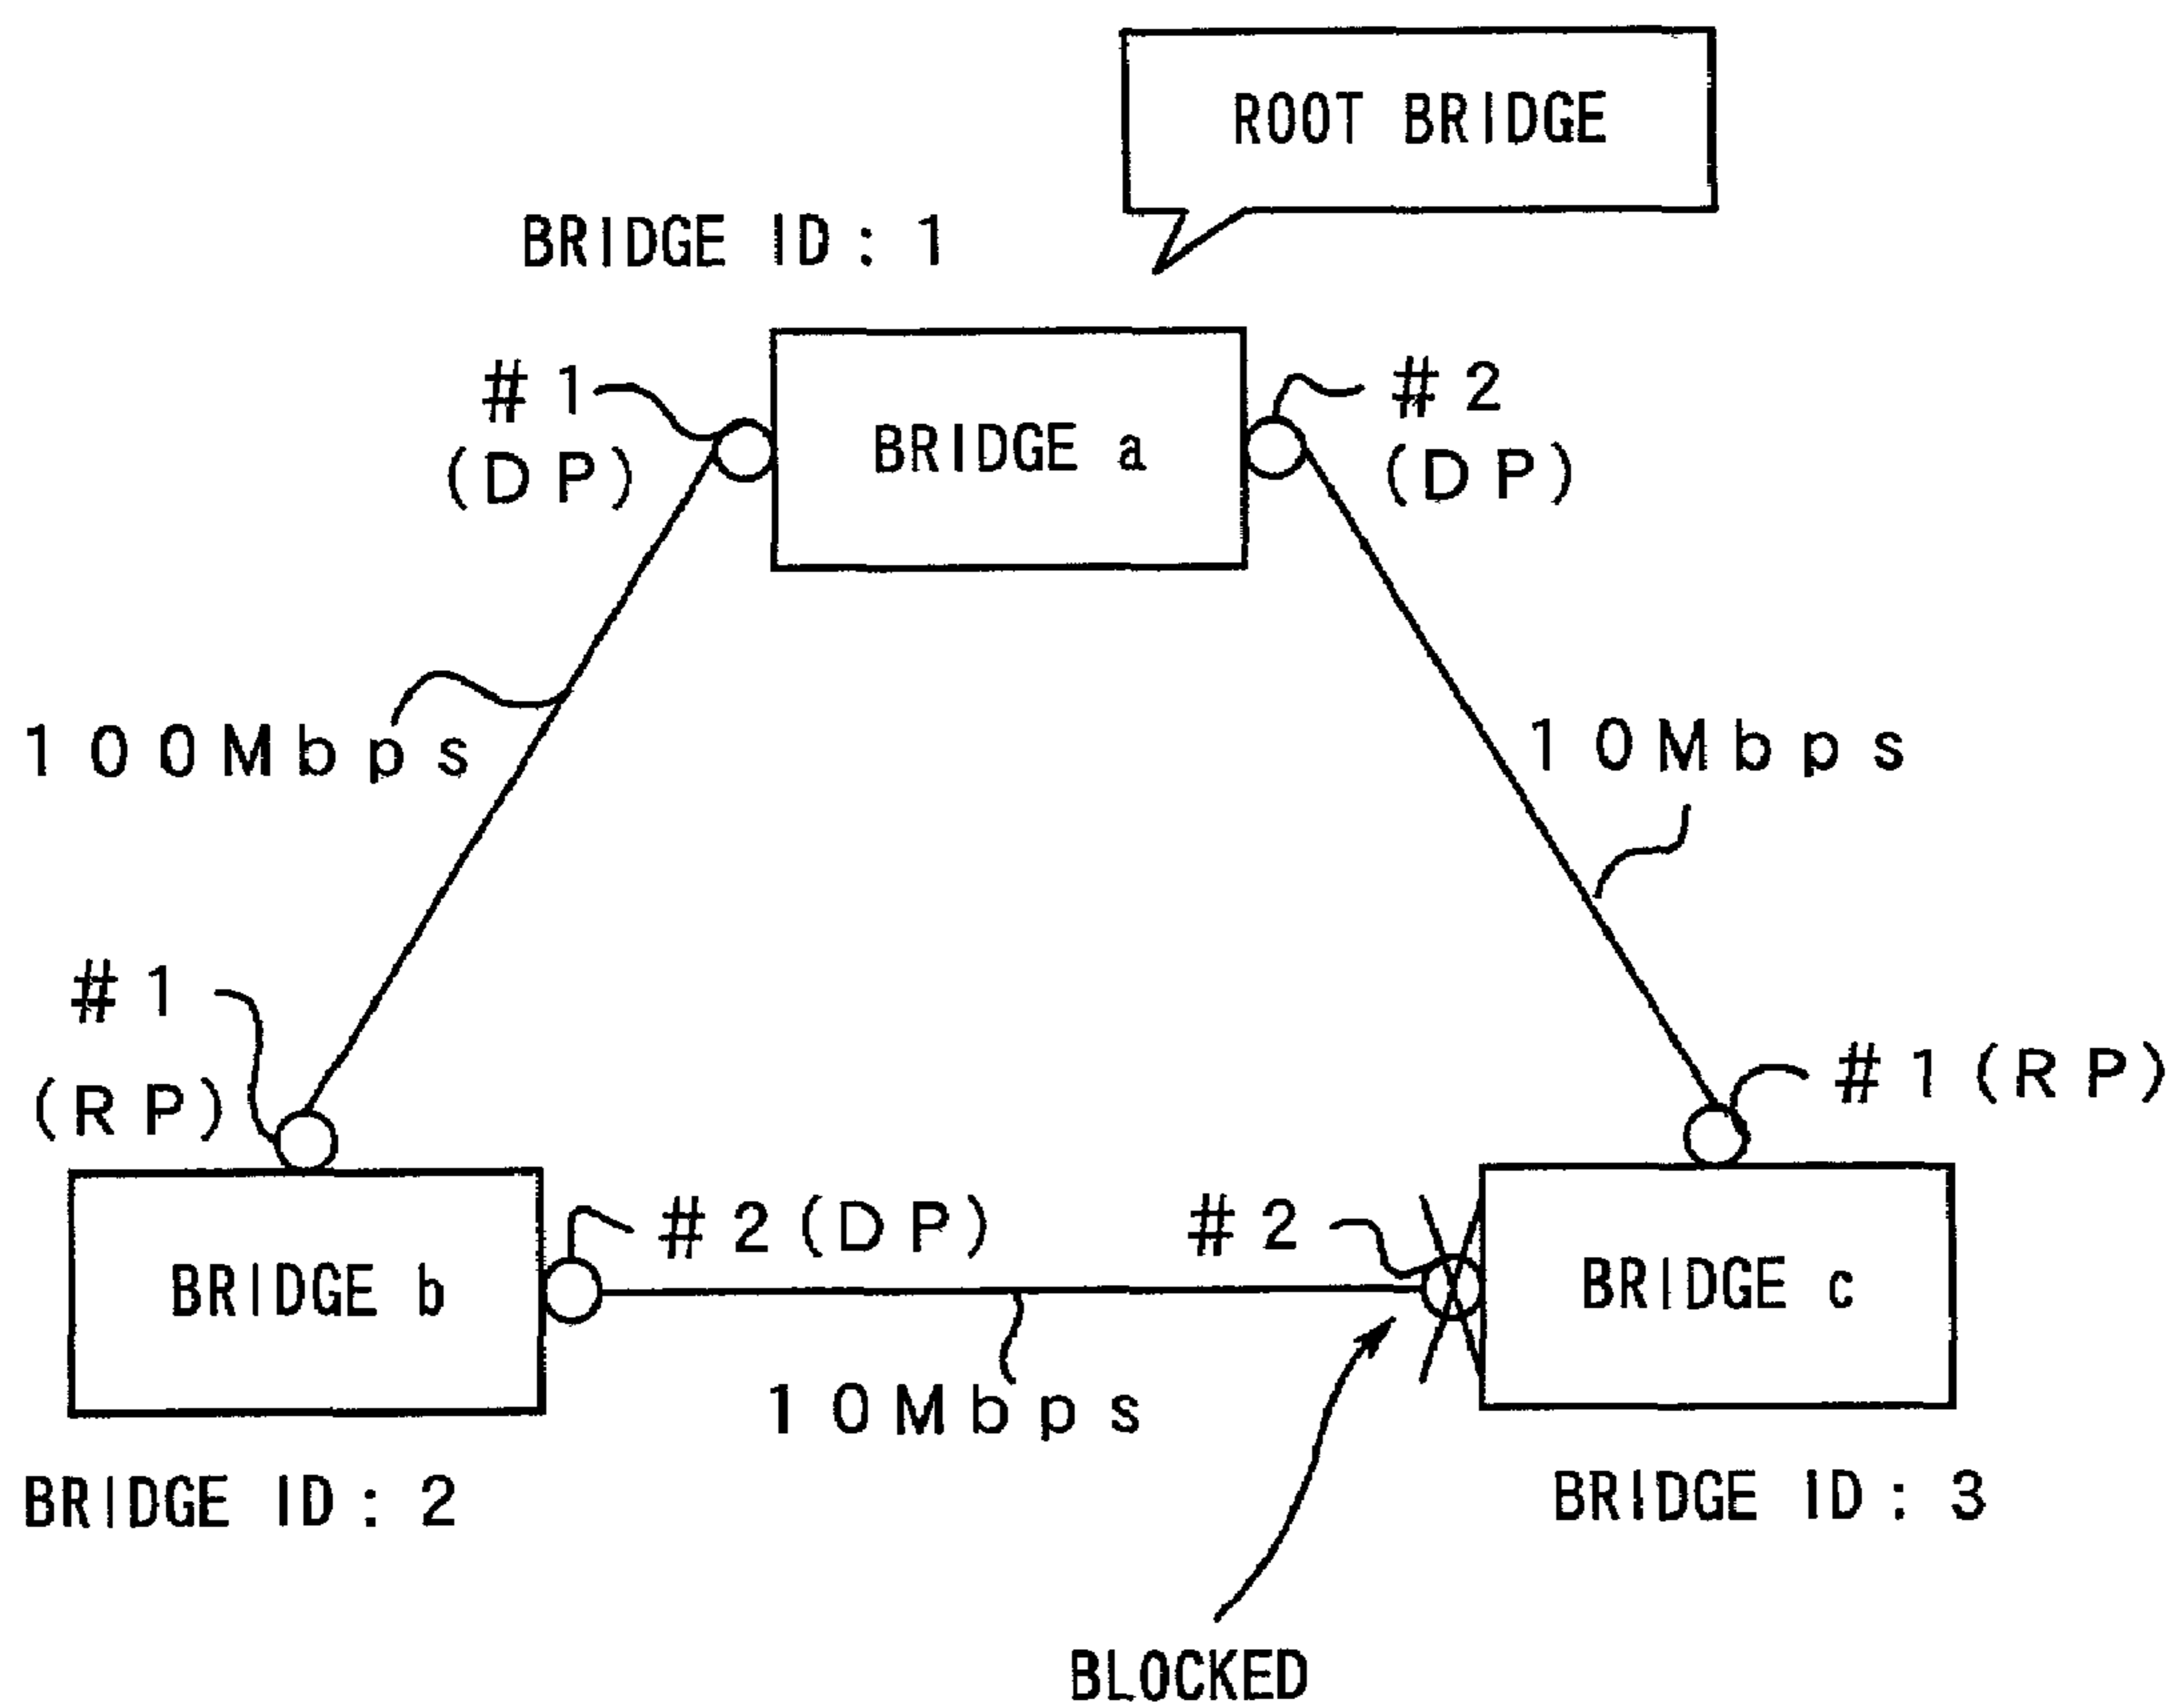 ROOT BRIDGE
BRIDGE ID: 1
#1
(DP)
BRIDGE a
#2
(DP)
100Mbps
10Mbps
#1
(RP)
#1(RP)
BRIDGE b
#2(DP)
#2
BRIDGE c
10Mbps
BRIDGE ID: 2
BRIDGE ID: 3
BLOCKED